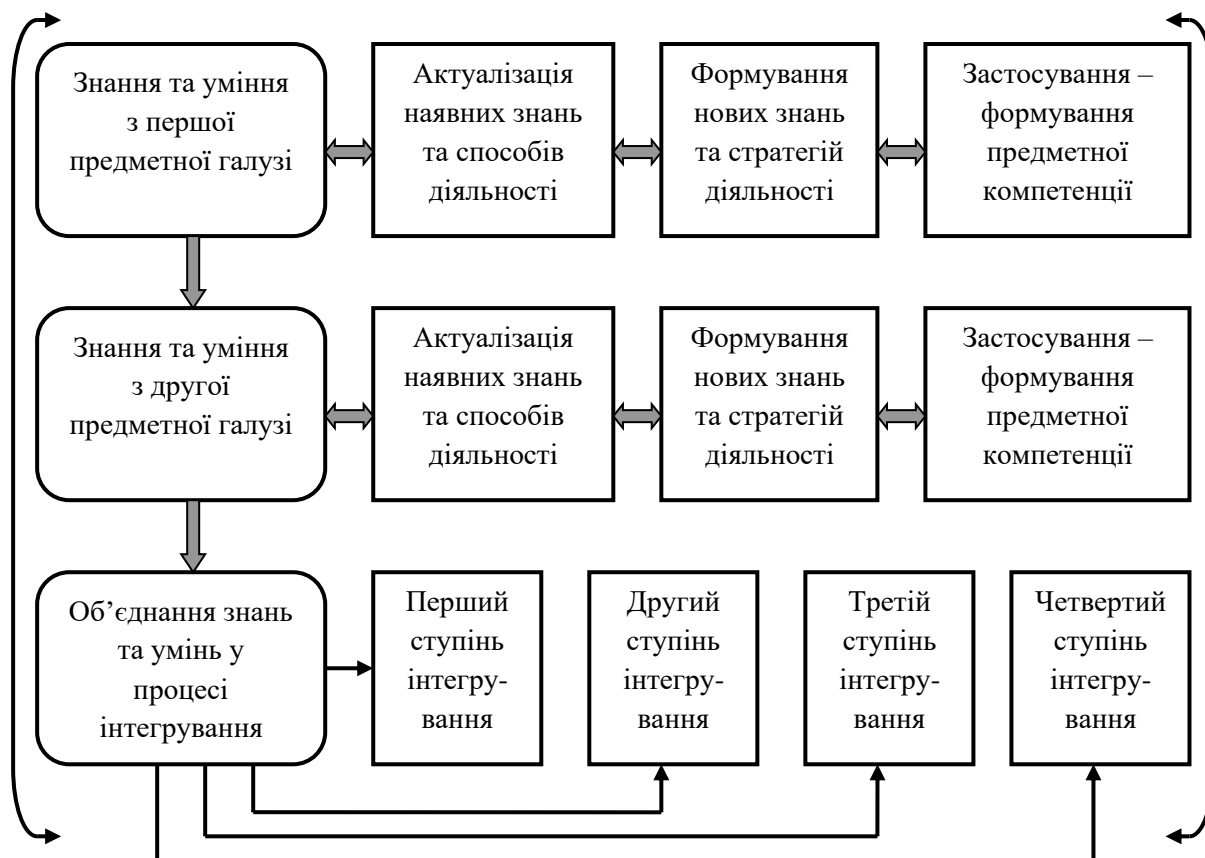 Знання та уміння
з першої
предметної галузі
Актуалізація
наявних знань
та способів
діяльності
Формування
нових знань
та стратегій
діяльності
Застосування –
формування
предметної
компетенції
Знання та уміння
з другої
предметної галузі
Актуалізація
наявних знань
та способів
діяльності
Формування
нових знань
та стратегій
діяльності
Застосування –
формування
предметної
компетенції
Об’єднання знань
та умінь у
процесі
інтегрування
Перший
ступінь
інтегру-
вання
Другий
ступінь
інтегру-
вання
Третій
ступінь
інтегру-
вання
Четвертий
ступінь
інтегру-
вання